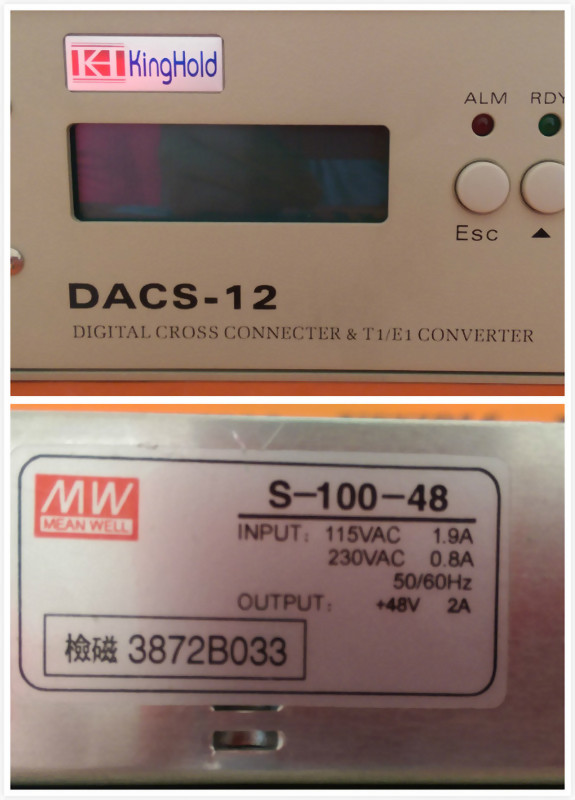 KH KingHold
ALM RDY
Esc ▲
DACS-12
DIGITAL CROSS CONNECTER & T1/E1 CONVERTER
MW
MEAN WELL
S-100-48
INPUT: 115VAC 1.9A
230VAC 0.8A
50/60Hz
OUTPUT: +48V 2A
檢磁 3872B033